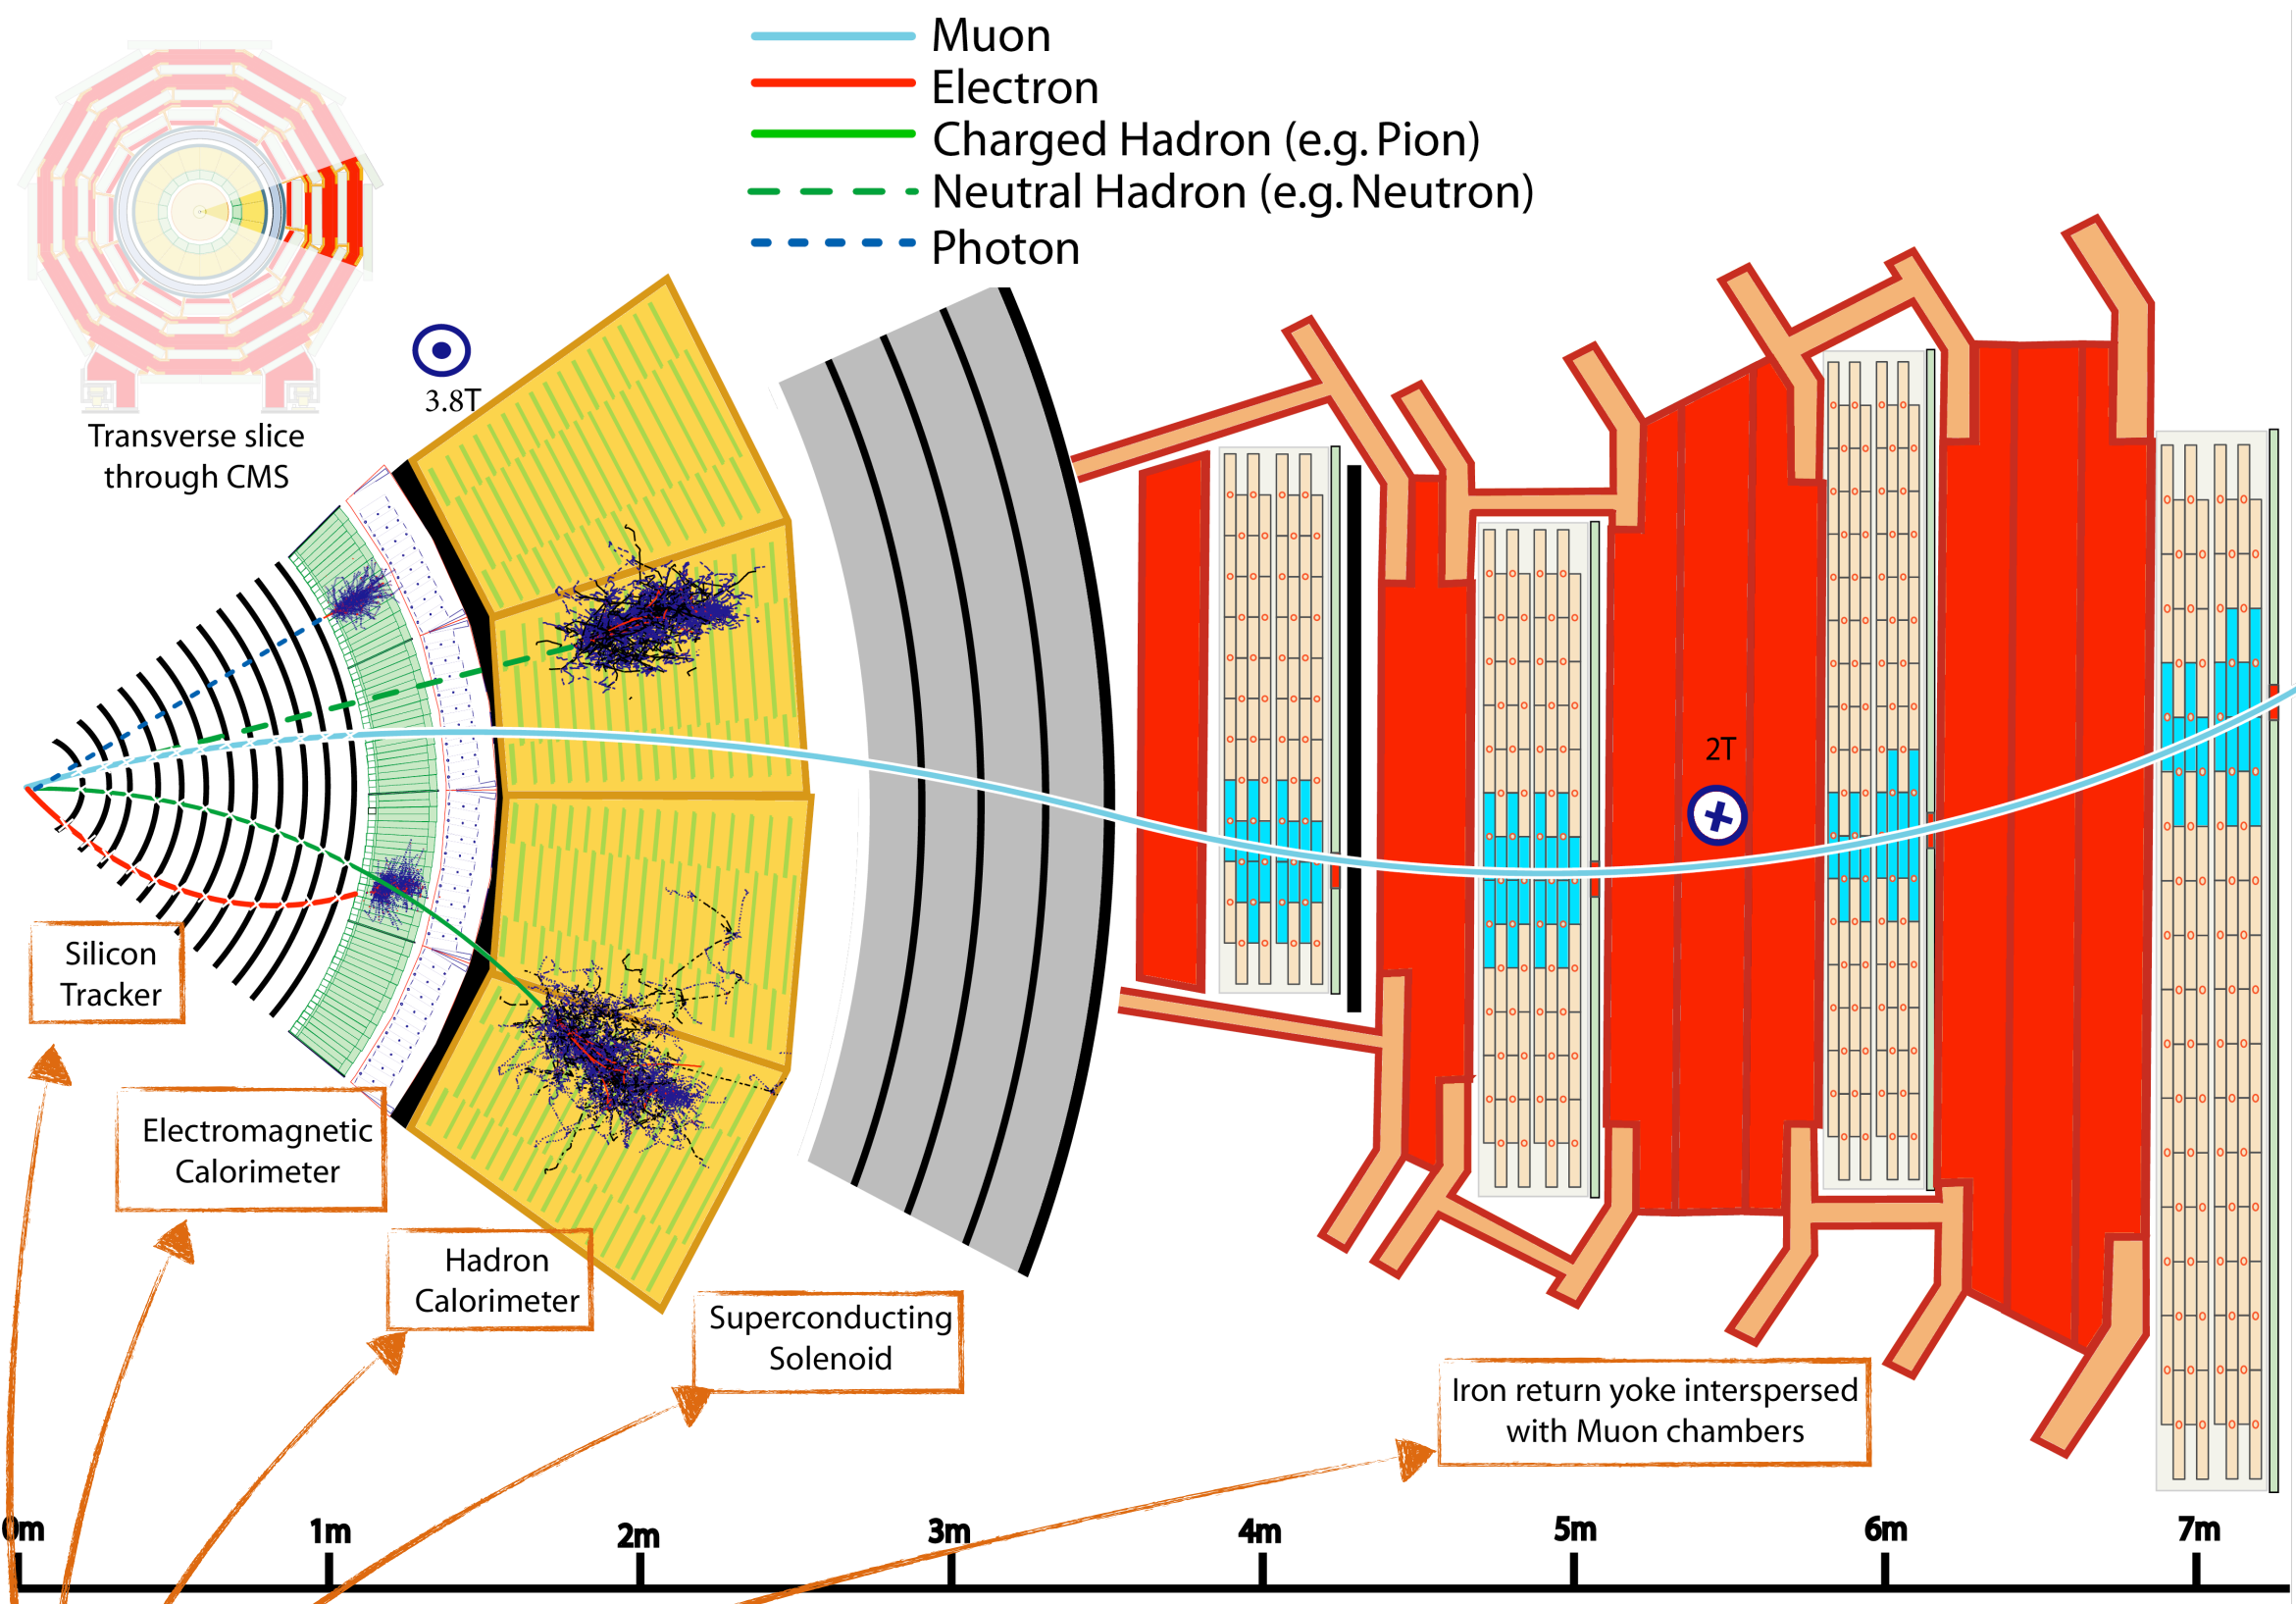 Muon
Electron
Charged Hadron (e.g. Pion)
Neutral Hadron (e.g. Neutron)
Photon
3.8T
Transverse slice
through CMS
2T
Silicon
Tracker
Electromagnetic
Calorimeter
Hadron
Calorimeter
Superconducting
Solenoid
Iron return yoke interspersed
with Muon chambers
0m 1m 2m 3m 4m 5m 6m 7m